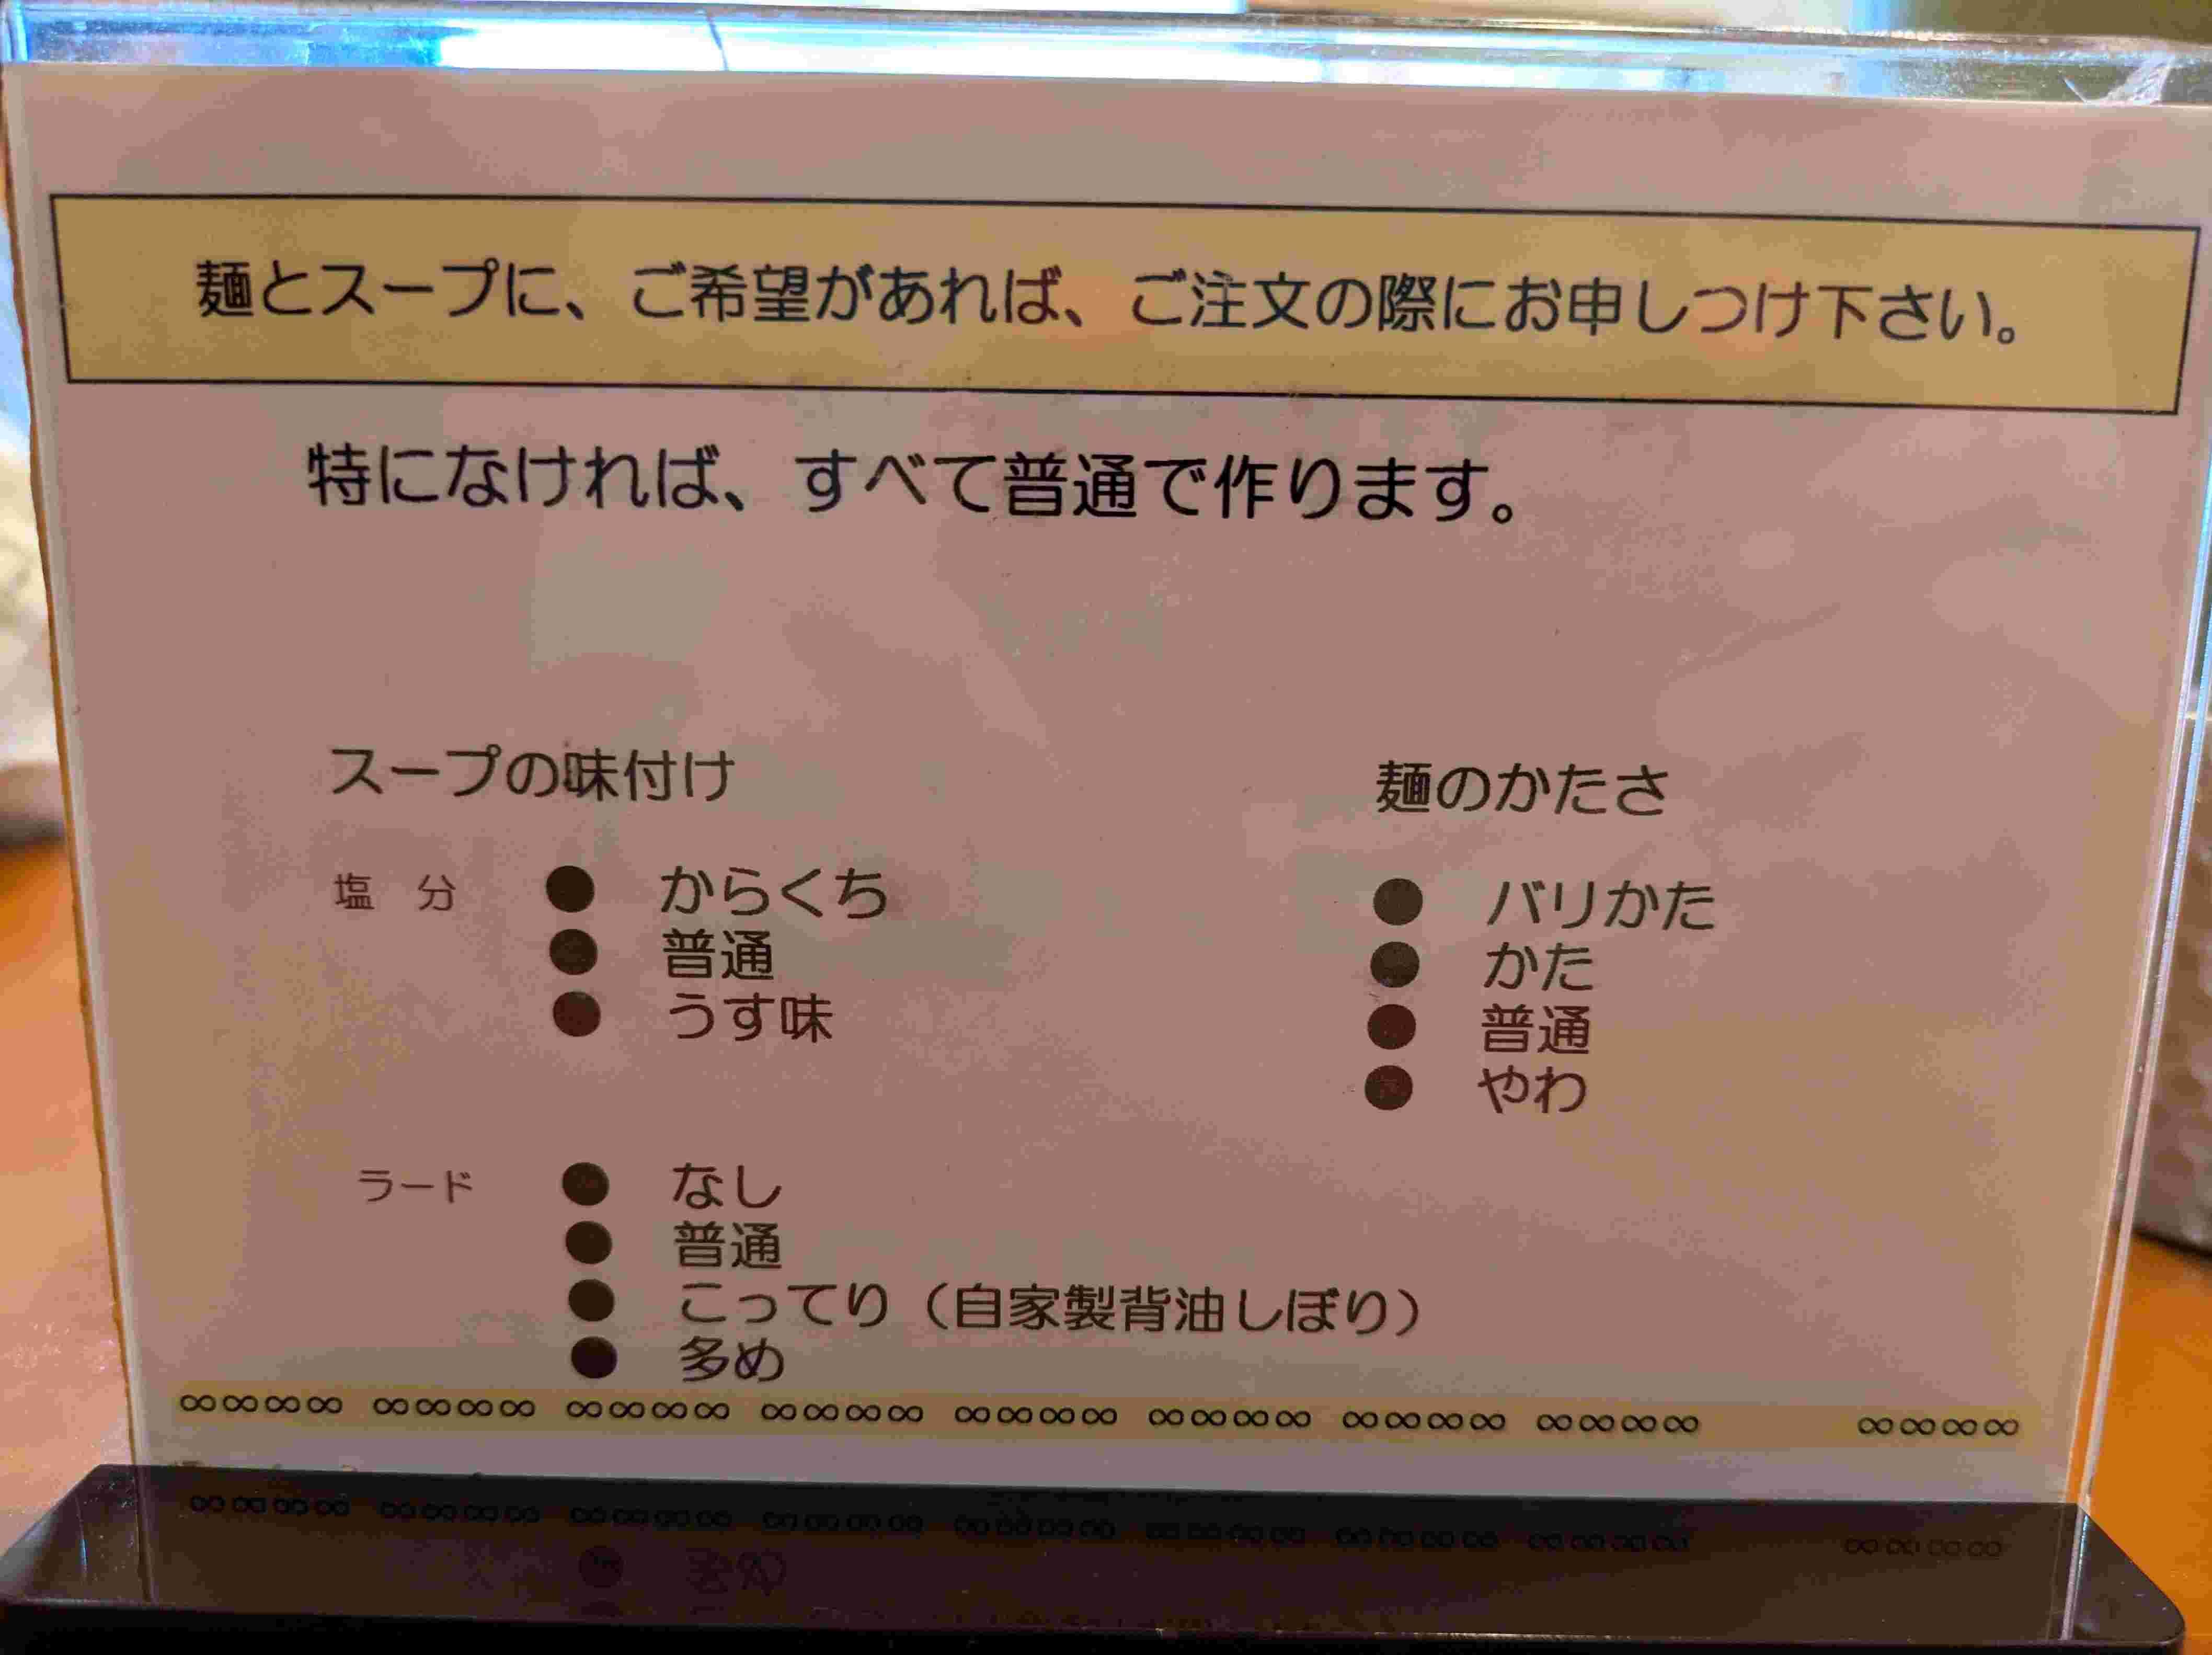 麺とスープに、ご希望があれば、ご注文の際にお申しつけ下さい。
特になければ、すべて普通で作ります。
スープの味付け
塩　分 ● からくち
● 普通
● うす味
ラード ● なし
● 普通
● こってり（自家製背油しぼり）
● 多め
麺のかたさ
● バリかた
● かた
● 普通
● やわ
∞∞∞∞ ∞∞∞∞ ∞∞∞∞ ∞∞∞∞ ∞∞∞∞ ∞∞∞∞ ∞∞∞∞ ∞∞∞∞ ∞∞∞∞